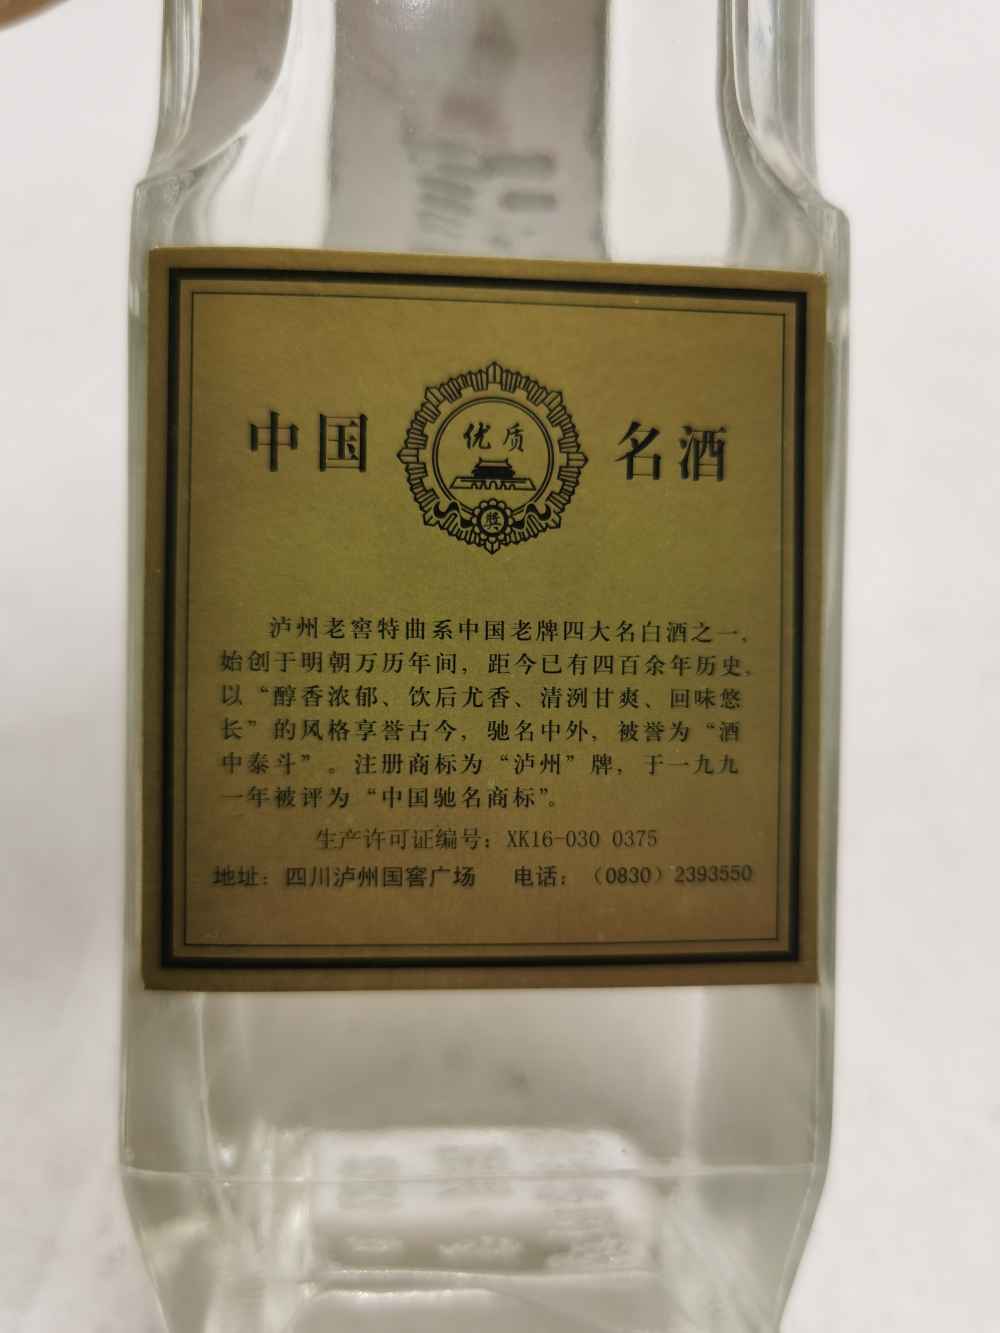 中国 优质 名酒
奖
泸州老窖特曲系中国老牌四大名白酒之一，
始创于明朝万历年间，距今已有四百余年历史，
以“醇香浓郁、饮后尤香、清洌甘爽、回味悠
长”的风格享誉古今，驰名中外，被誉为“酒
中泰斗”。注册商标为“泸州”牌，于一九九
一年被评为“中国驰名商标”。
生产许可证编号：XK16-030 0375
地址：四川泸州国窖广场 电话：（0830）2393550